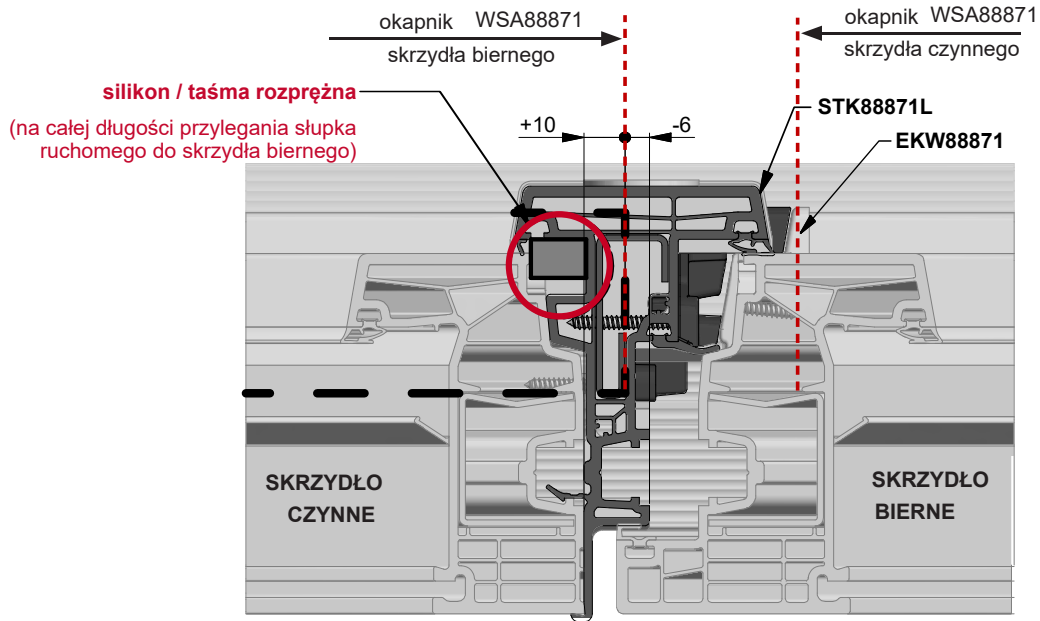 okapnik WSA88871
skrzydła biernego
okapnik WSA88871
skrzydła czynnego
silikon / taśma rozprężna
(na całej długości przylegania słupka
ruchomego do skrzydła biernego)
+10
-6
STK88871L
EKW88871
SKRZYDŁO
CZYNNE
SKRZYDŁO
BIERNE